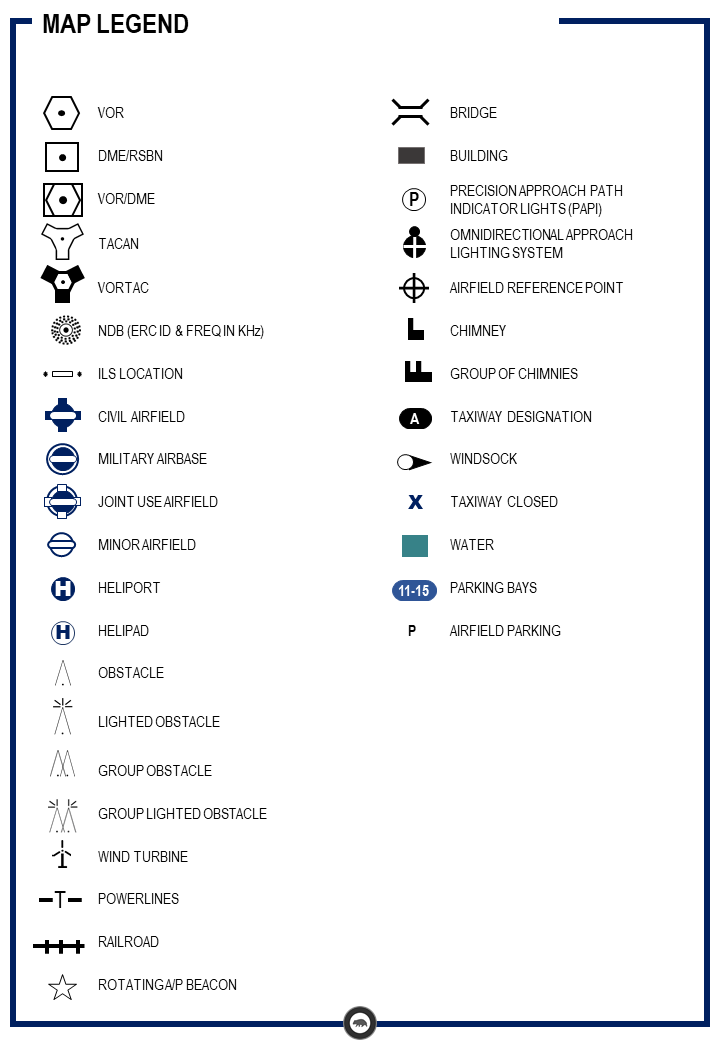 MAP LEGEND
VOR
DME/RSBN
VOR/DME
TACAN
VORTAC
NDB (ERC ID & FREQ IN KHz)
ILS LOCATION
CIVIL AIRFIELD
MILITARY AIRBASE
JOINT USE AIRFIELD
MINOR AIRFIELD
H HELIPORT
H HELIPAD
OBSTACLE
LIGHTED OBSTACLE
GROUP OBSTACLE
GROUP LIGHTED OBSTACLE
WIND TURBINE
T POWERLINES
RAILROAD
ROTATING A/P BEACON
BRIDGE
BUILDING
P PRECISION APPROACH PATH
INDICATOR LIGHTS (PAPI)
OMNIDIRECTIONAL APPROACH
LIGHTING SYSTEM
AIRFIELD REFERENCE POINT
CHIMNEY
GROUP OF CHIMNIES
A TAXIWAY DESIGNATION
WINDSOCK
X TAXIWAY CLOSED
WATER
11-15 PARKING BAYS
P AIRFIELD PARKING